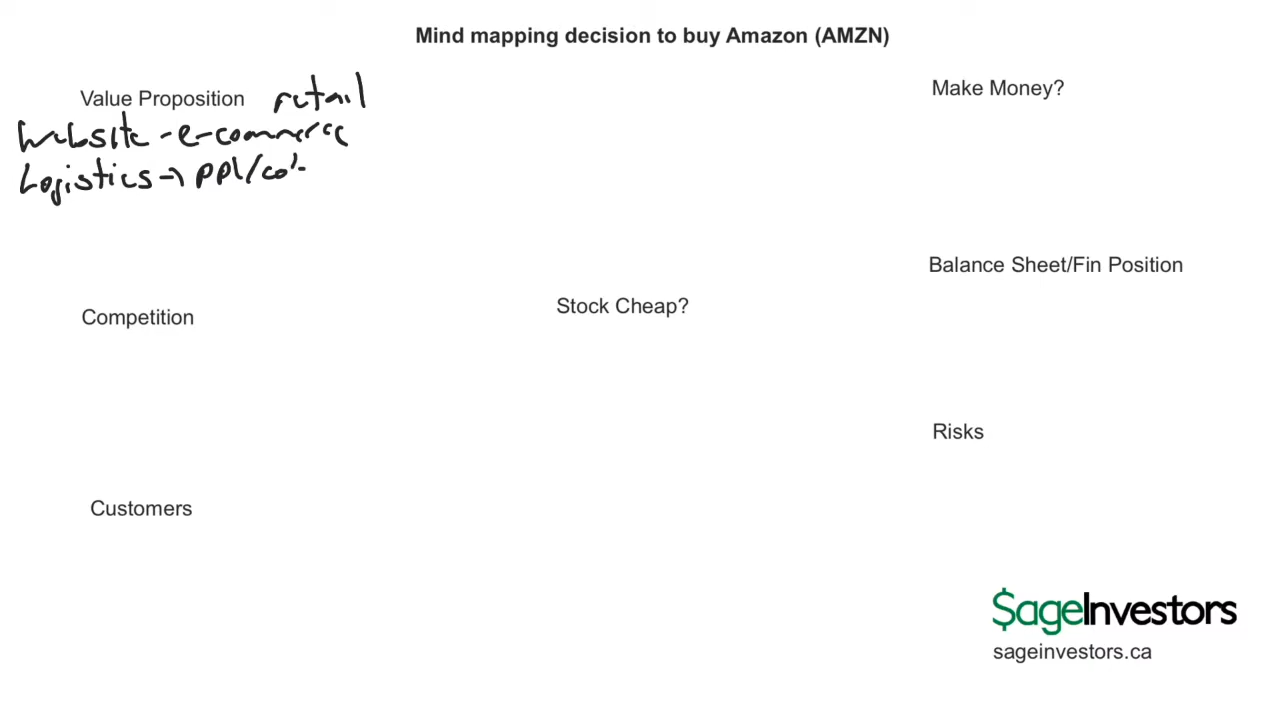 Mind mapping decision to buy Amazon (AMZN)
Value Proposition retail
website - e-commerce
Logistics → ppl/
Make Money?
Balance Sheet/Fin Position
Stock Cheap?
Competition
Risks
Customers
$ageInvestors
sageinvestors.ca